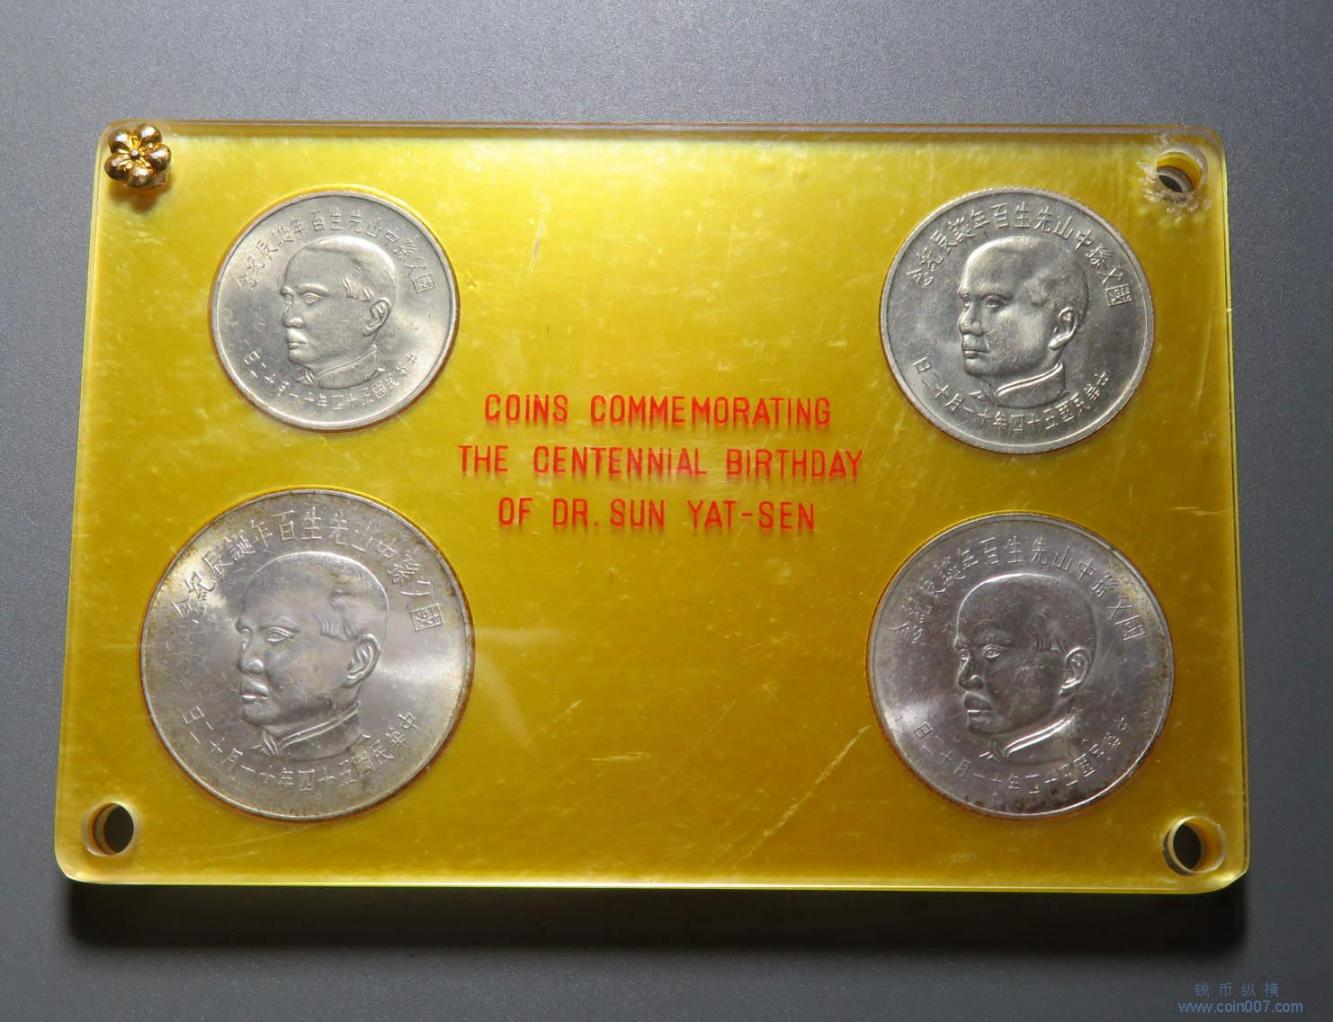 國父孫中山先生百年誕辰紀念
中華民國五十四年十一月十二日
國父孫中山先生百年誕辰紀念
中華民國五十四年十一月十二日
COINS COMMEMORATING
THE CENTENNIAL BIRTHDAY
OF DR. SUN YAT-SEN
國父孫中山先生百年誕辰紀念
中華民國五十四年十一月十二日
國父孫中山先生百年誕辰紀念
中華民國五十四年十一月十二日
钱币纵横
www.coin007.com